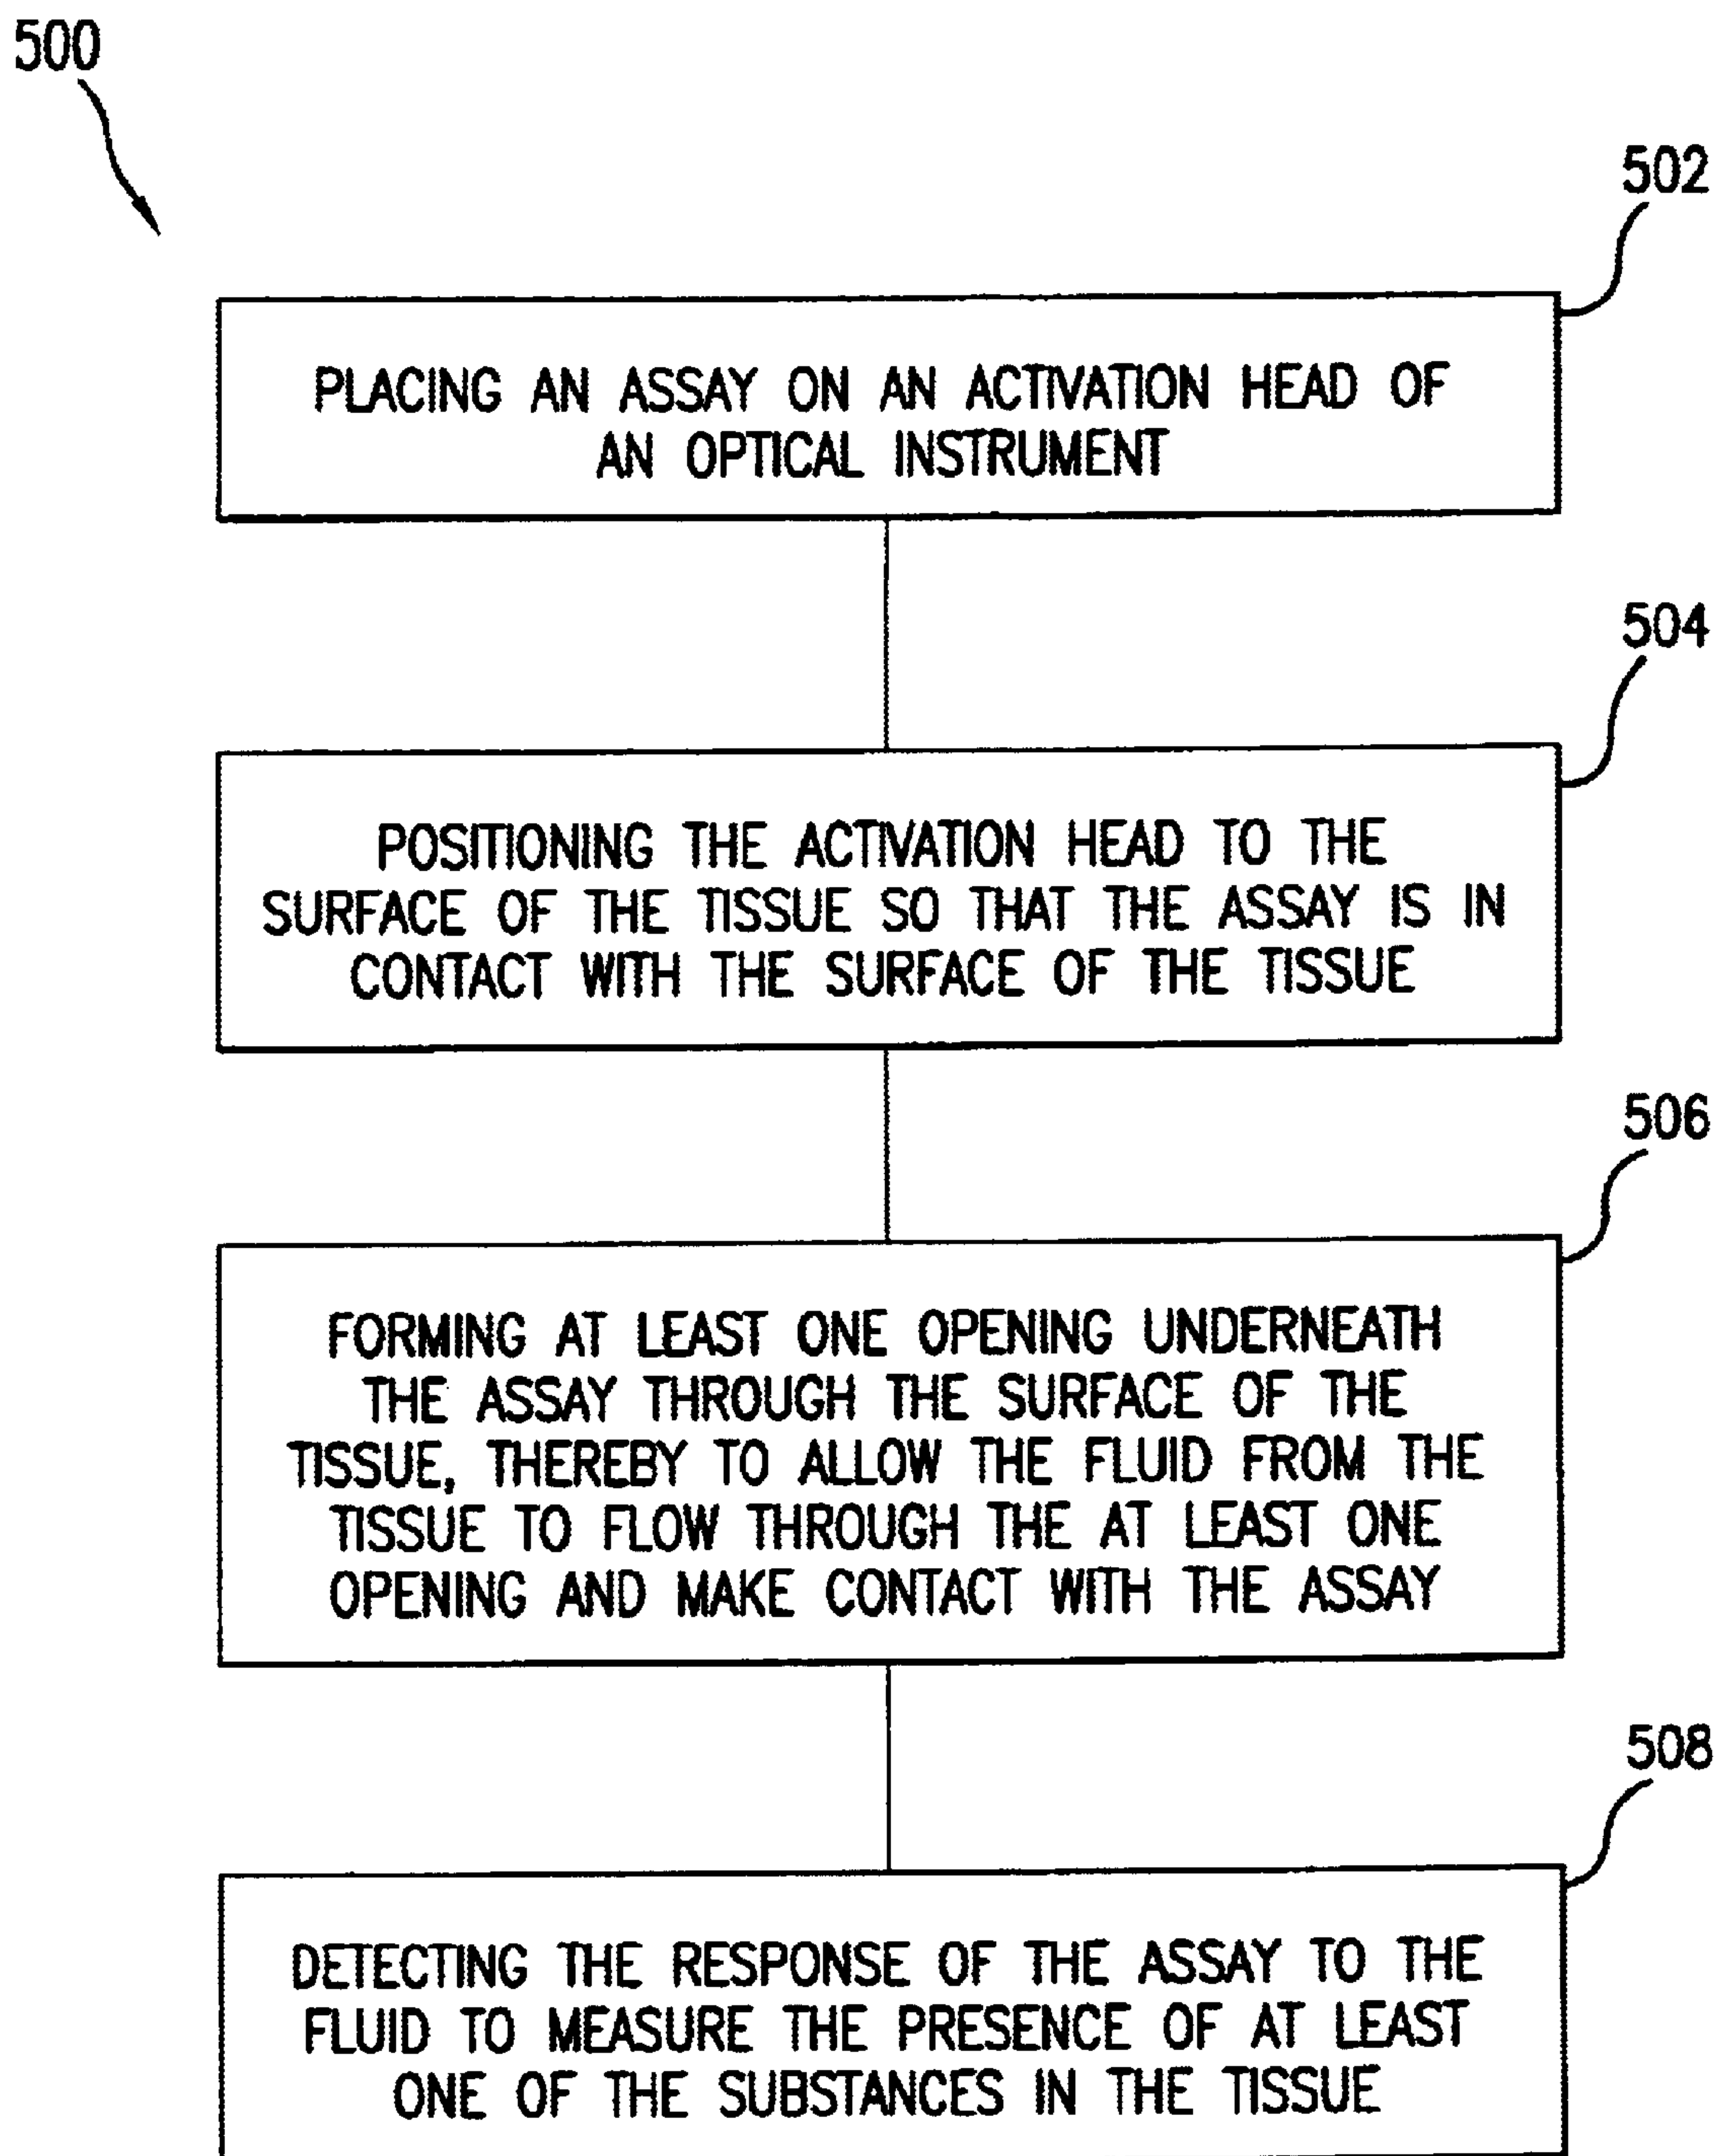 500
502
PLACING AN ASSAY ON AN ACTIVATION HEAD OF
AN OPTICAL INSTRUMENT
504
POSITIONING THE ACTIVATION HEAD TO THE
SURFACE OF THE TISSUE SO THAT THE ASSAY IS IN
CONTACT WITH THE SURFACE OF THE TISSUE
506
FORMING AT LEAST ONE OPENING UNDERNEATH
THE ASSAY THROUGH THE SURFACE OF THE
TISSUE, THEREBY TO ALLOW THE FLUID FROM THE
TISSUE TO FLOW THROUGH THE AT LEAST ONE
OPENING AND MAKE CONTACT WITH THE ASSAY
508
DETECTING THE RESPONSE OF THE ASSAY TO THE
FLUID TO MEASURE THE PRESENCE OF AT LEAST
ONE OF THE SUBSTANCES IN THE TISSUE